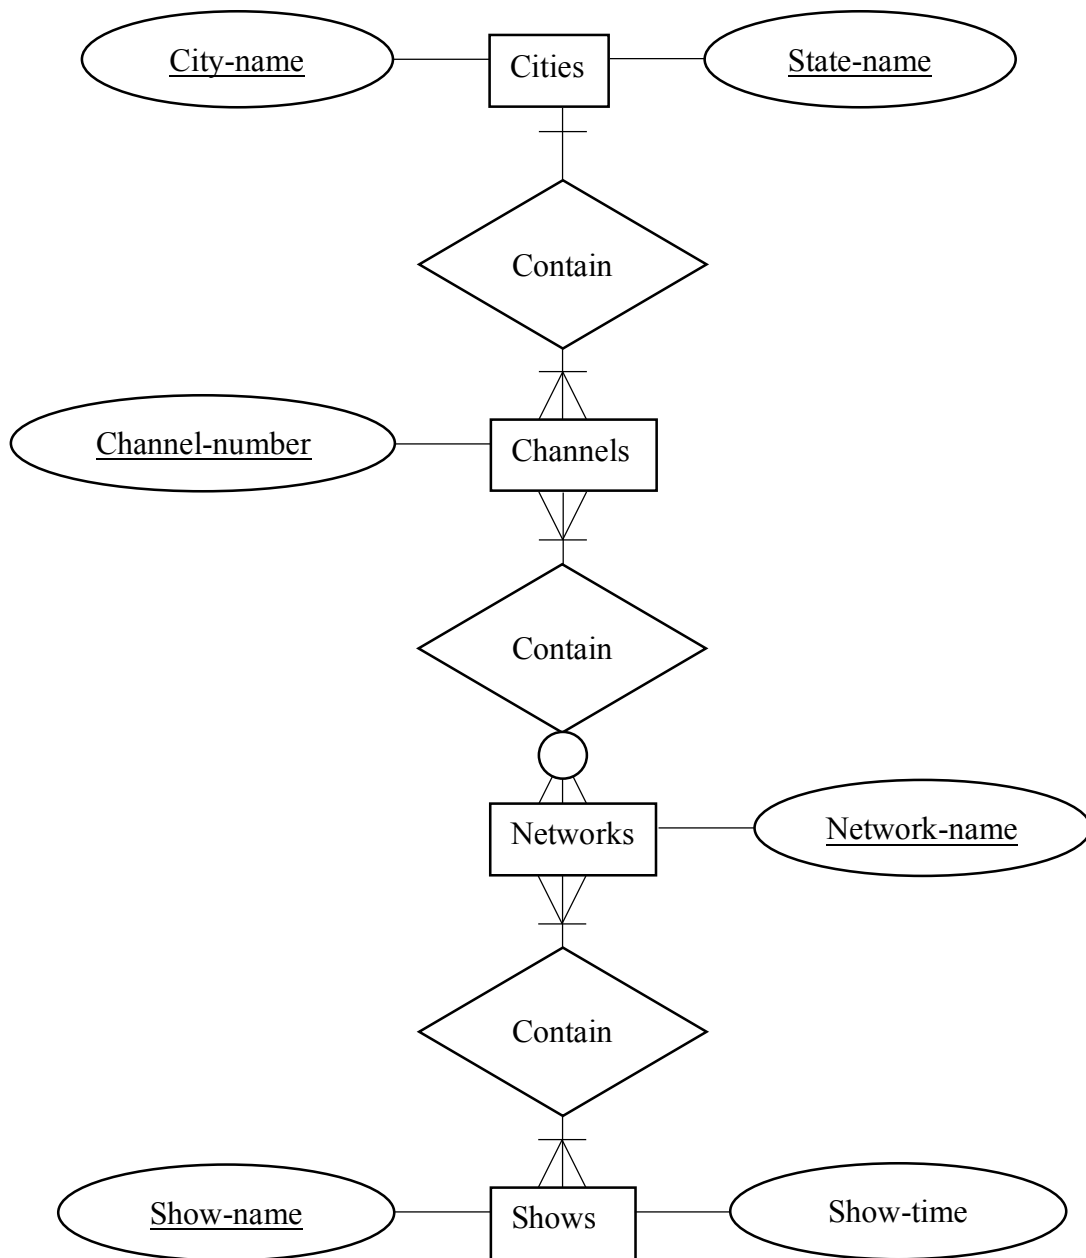 City-name
Cities
State-name
Contain
Channel-number
Channels
Contain
Networks
Network-name
Contain
Show-name
Shows
Show-time